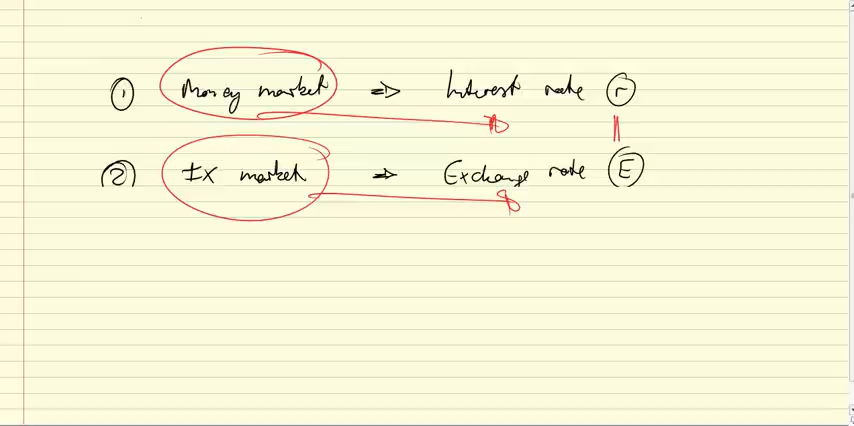 ① Money market ⇒ Interest rate r
② FX market ⇒ Exchange rate E